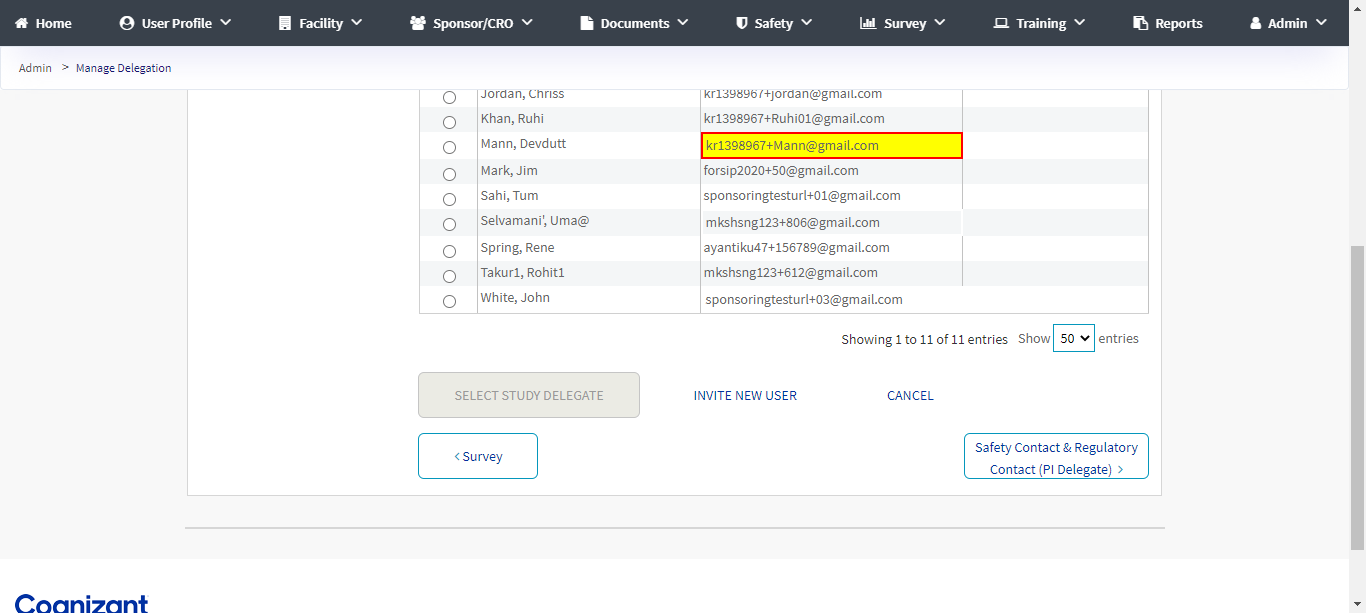 Home User Profile Facility Sponsor/CRO Documents Safety Survey Training Reports Admin
Admin > Manage Delegation
Jordan, Chriss kr1398967+jordan@gmail.com
Khan, Ruhi kr1398967+Ruhi01@gmail.com
Mann, Devdutt kr1398967+Mann@gmail.com
Mark, Jim forsip2020+50@gmail.com
Sahi, Tum sponsoringtesturl+01@gmail.com
Selvamani', Uma@ mkshsng123+806@gmail.com
Spring, Rene ayantiku47+156789@gmail.com
Takur1, Rohit1 mkshsng123+612@gmail.com
White, John sponsoringtesturl+03@gmail.com
Showing 1 to 11 of 11 entries Show 50 entries
SELECT STUDY DELEGATE INVITE NEW USER CANCEL
< Survey
Safety Contact & Regulatory
Contact (PI Delegate) >
Cognizant